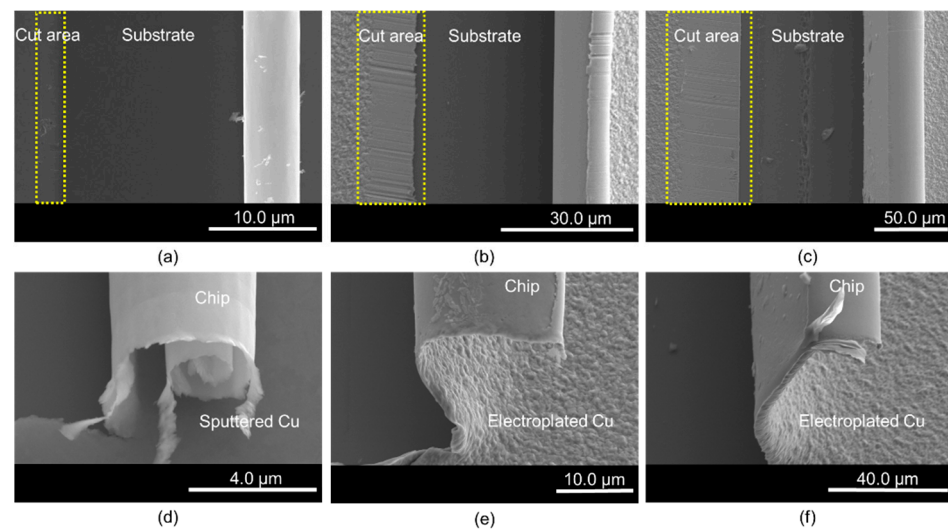 Cut area Substrate
10.0 µm
(a)
Cut area Substrate
30.0 µm
(b)
Cut area Substrate
50.0 µm
(c)
Chip
Sputtered Cu
4.0 µm
(d)
Chip
Electroplated Cu
10.0 µm
(e)
Chip
Electroplated Cu
40.0 µm
(f)